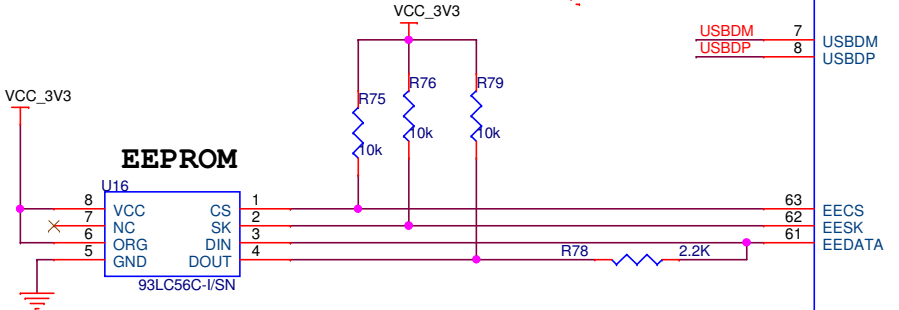 VCC_3V3
USBDM 7 USBDM
USBDP 8 USBDP
R75 R76 R79
VCC_3V3
10k 10k 10k
EEPROM
U16
8 VCC CS 1 63 EECS
7 NC SK 2 62 EESK
6 ORG DIN 3 61 EEDATA
5 GND DOUT 4 R78 2.2K
93LC56C-I/SN